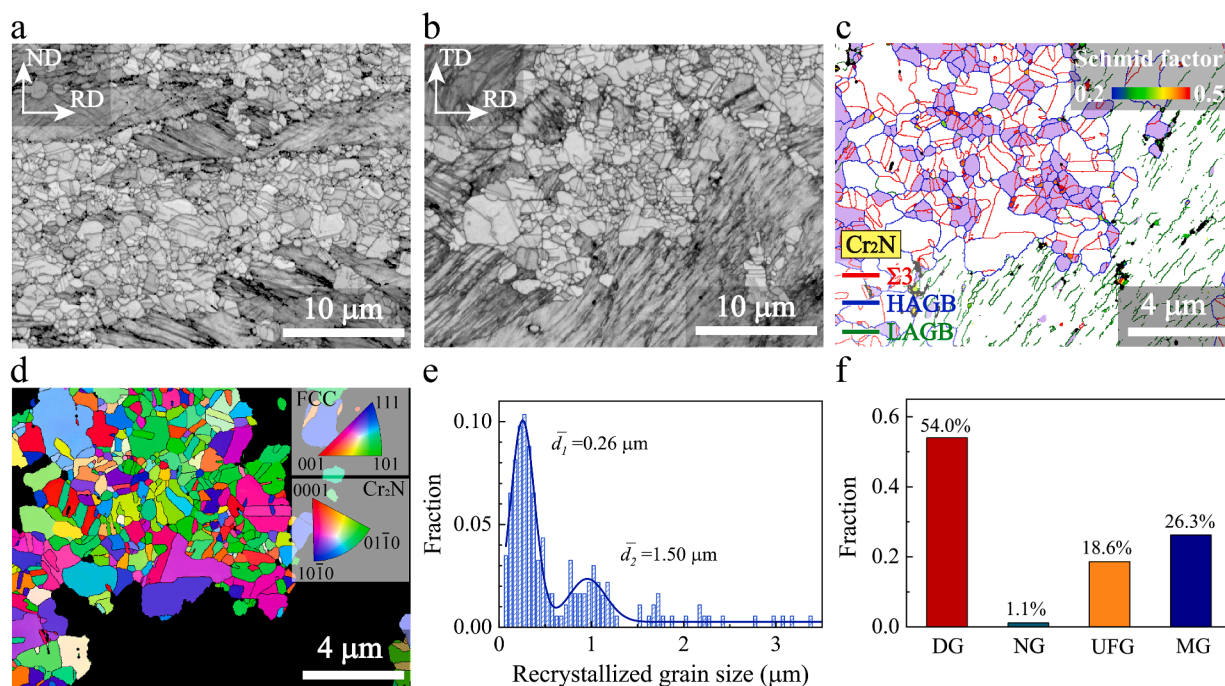 a
ND
RD
10 μm
b
TD
RD
10 μm
c
Schmid factor
0.2 0.5
Cr₂N
Σ3
HAGB
LAGB
4 μm
d
FCC
111
001 101
0001 Cr₂N
011̄0
101̄0
4 μm
e
0.10
0.05
0.00
Fraction
d̄₁ =0.26 μm
d̄₂ =1.50 μm
0 1 2 3
Recrystallized grain size (μm)
f
0.6
0.4
0.2
0.0
Fraction
54.0%
1.1%
18.6%
26.3%
DG NG UFG MG